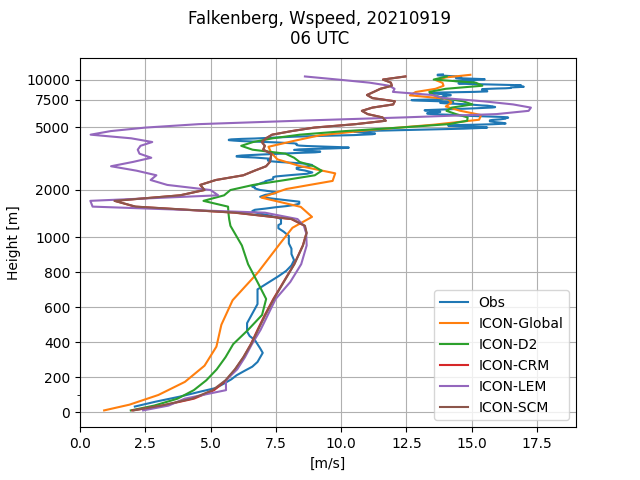 Falkenberg, Wspeed, 20210919
06 UTC
Height [m]
10000
7500
5000
2000
1000
800
600
400
200
0
Obs
ICON-Global
ICON-D2
ICON-CRM
ICON-LEM
ICON-SCM
0.0 2.5 5.0 7.5 10.0 12.5 15.0 17.5
[m/s]